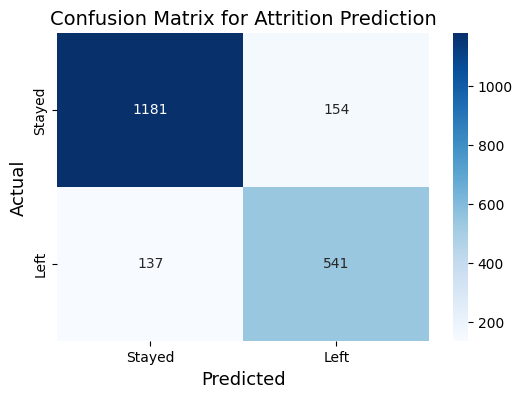 Confusion Matrix for Attrition Prediction
Actual
Stayed
Left
1181
154
137
541
Stayed
Left
Predicted
1000
800
600
400
200